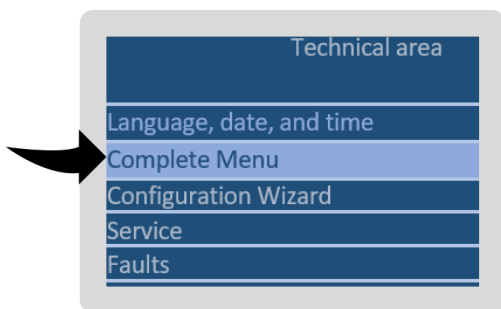 Technical area
Language, date, and time
Complete Menu
Configuration Wizard
Service
Faults